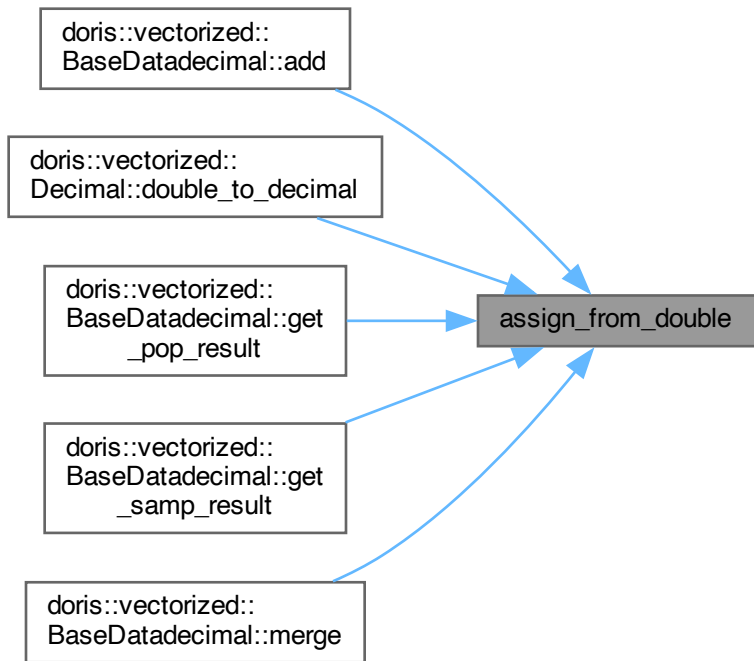 doris::vectorized::
BaseDatadecimal::add
doris::vectorized::
Decimal::double_to_decimal
doris::vectorized::
BaseDatadecimal::get
_pop_result
assign_from_double
doris::vectorized::
BaseDatadecimal::get
_samp_result
doris::vectorized::
BaseDatadecimal::merge